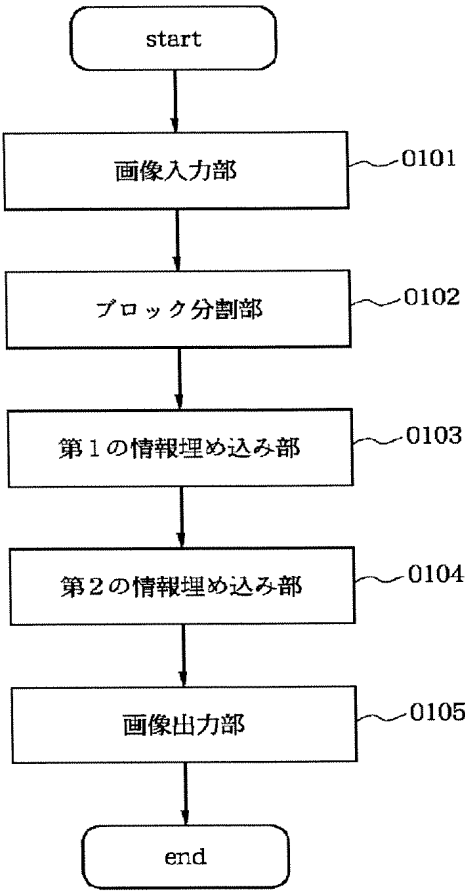 start
画像入力部
0101
ブロック分割部
0102
第1の情報埋め込み部
0103
第2の情報埋め込み部
0104
画像出力部
0105
end